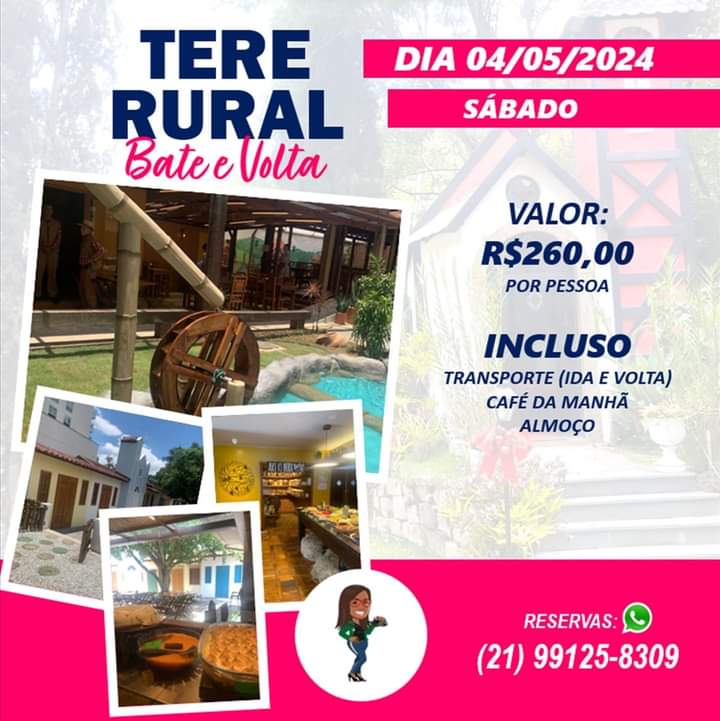 TERE
RURAL
Bate e Volta
DIA 04/05/2024
SÁBADO
VALOR:
R$260,00
POR PESSOA
INCLUSO
TRANSPORTE (IDA E VOLTA)
CAFÉ DA MANHÃ
ALMOÇO
RESERVAS:
(21) 99125-8309